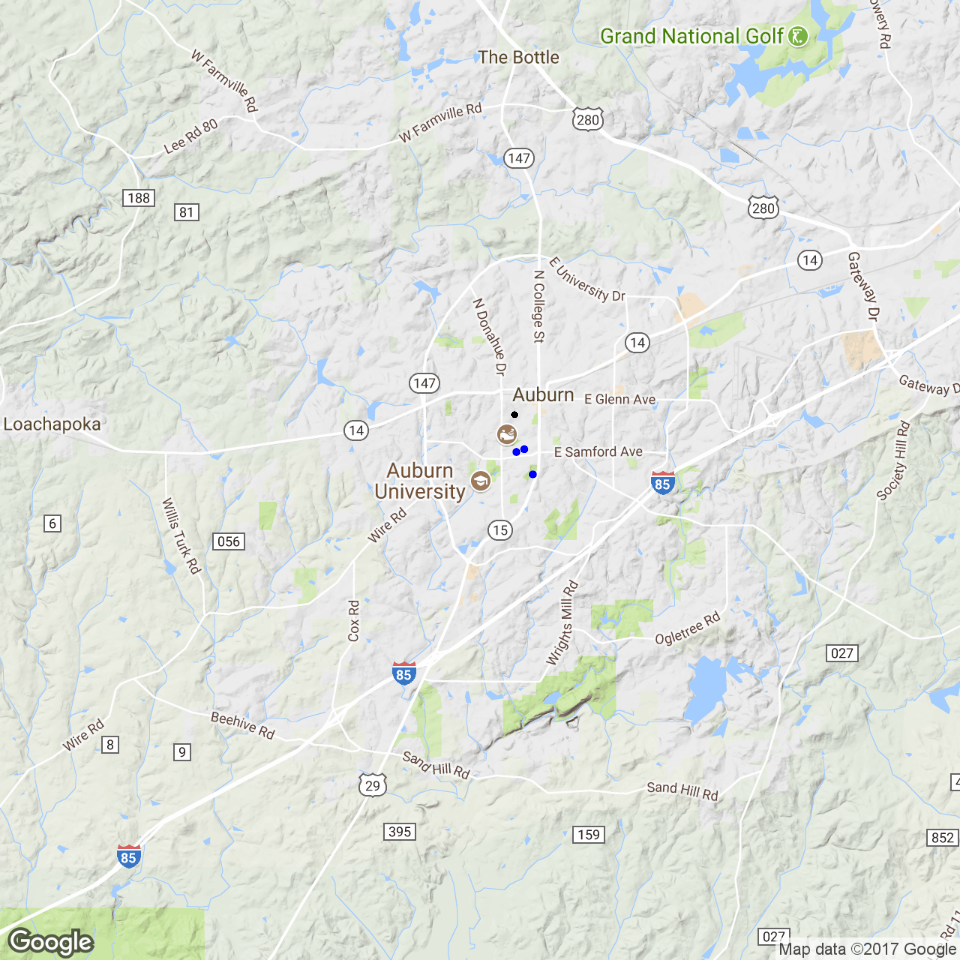 Grand National Golf
owery Rd
The Bottle
W Farmville Rd
W Farmville Rd
280
Lee Rd 80
147
188
81
280
14
Gateway Dr
E University Dr
N College St
N Donahue Dr
14
147
Auburn
E Glenn Ave
Gateway D
Loachapoka
14
E Samford Ave
Society Hill Rd
Auburn
University
85
Willis Turk Rd
6
Wire Rd
15
056
Cox Rd
Wrights Mill Rd
Ogletree Rd
027
85
Wire Rd
Beehive Rd
8
9
Sand Hill Rd
29
Sand Hill Rd
4
395
159
852
85
Rd 11
027
Google
Map data ©2017 Google